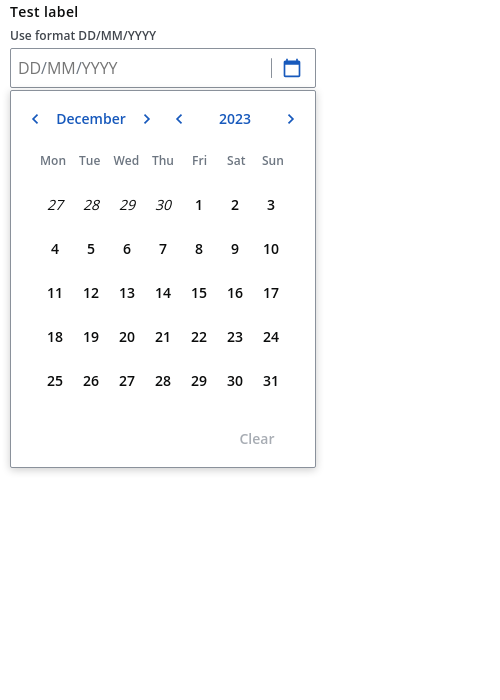 Test label
Use format DD/MM/YYYY
DD/MM/YYYY
December 2023
Mon Tue Wed Thu Fri Sat Sun
27 28 29 30 1 2 3
4 5 6 7 8 9 10
11 12 13 14 15 16 17
18 19 20 21 22 23 24
25 26 27 28 29 30 31
Clear